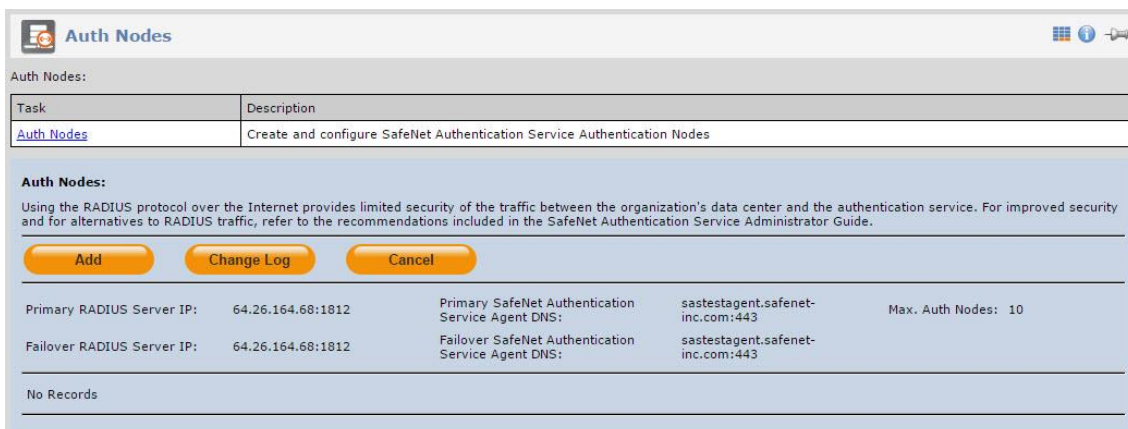 Auth Nodes
Auth Nodes:
Task Description
Auth Nodes Create and configure SafeNet Authentication Service Authentication Nodes
Auth Nodes:
Using the RADIUS protocol over the Internet provides limited security of the traffic between the organization's data center and the authentication service. For improved security
and for alternatives to RADIUS traffic, refer to the recommendations included in the SafeNet Authentication Service Administrator Guide.
Add Change Log Cancel
Primary RADIUS Server IP: 64.26.164.68:1812 Primary SafeNet Authentication Service Agent DNS: sastestagent.safenet-inc.com:443 Max. Auth Nodes: 10
Failover RADIUS Server IP: 64.26.164.68:1812 Failover SafeNet Authentication Service Agent DNS: sastestagent.safenet-inc.com:443
No Records